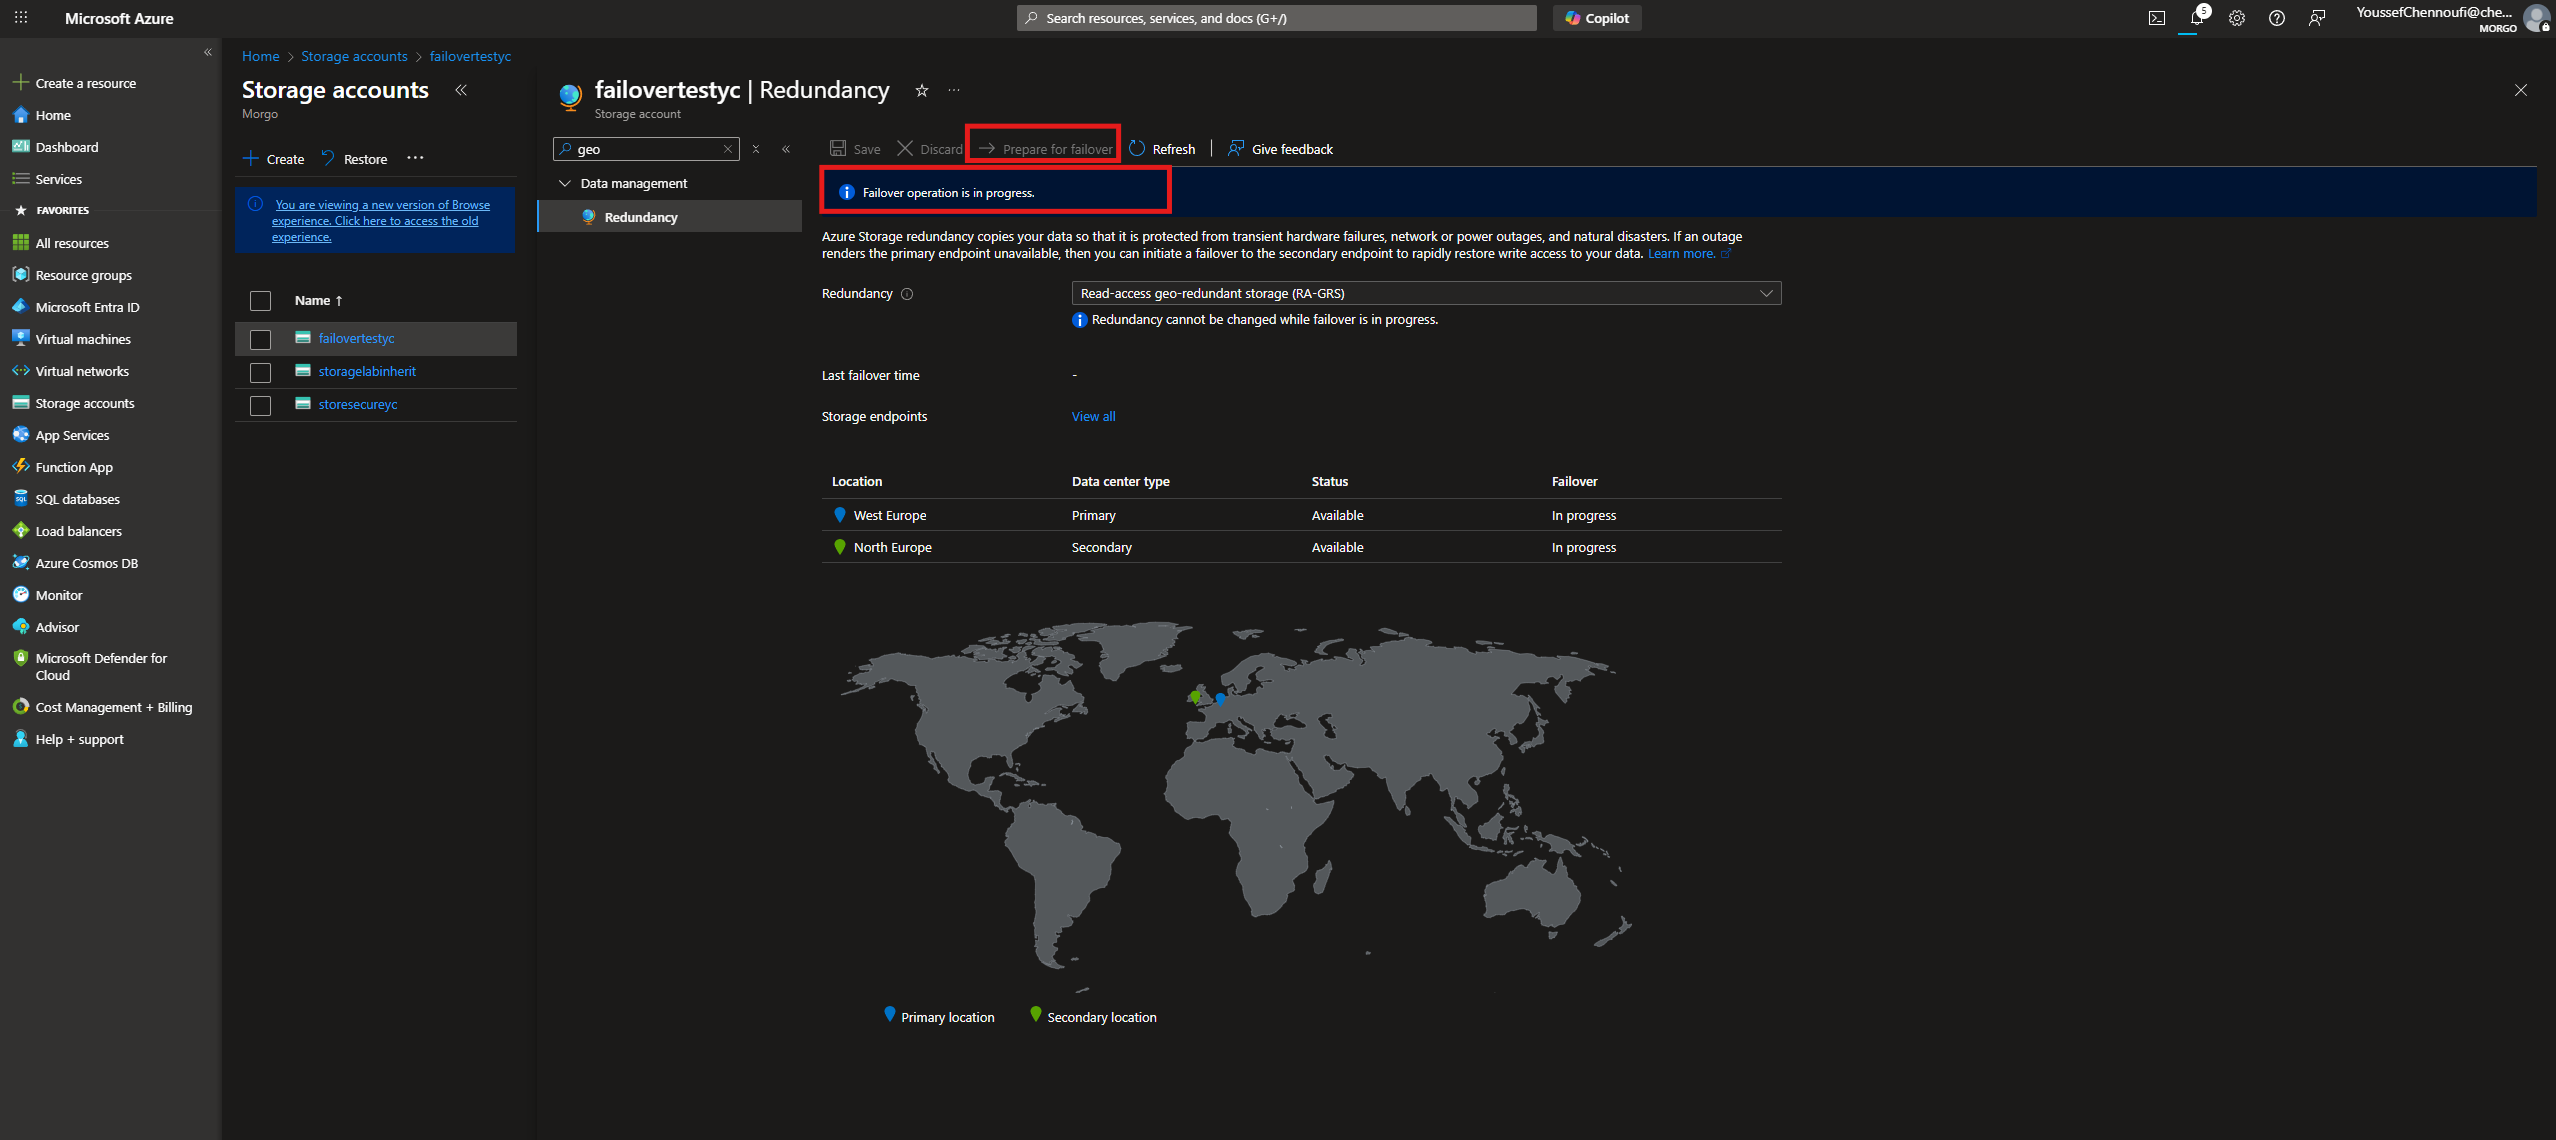 Microsoft Azure
Search resources, services, and docs (G+/)
Copilot
5
YoussefChennoufi@che...
MORGO
Create a resource
Home
Dashboard
Services
FAVORITES
All resources
Resource groups
Microsoft Entra ID
Virtual machines
Virtual networks
Storage accounts
App Services
Function App
SQL databases
Load balancers
Azure Cosmos DB
Monitor
Advisor
Microsoft Defender for
Cloud
Cost Management + Billing
Help + support
Home > Storage accounts > failovertestyc
Storage accounts
Morgo
Create
Restore
You are viewing a new version of Browse
experience. Click here to access the old
experience.
Name ↑
failovertestyc
storagelabinherit
storesecureyc
failovertestyc | Redundancy
Storage account
geo
Data management
Redundancy
Save
Discard
Prepare for failover
Refresh
Give feedback
Failover operation is in progress.
Azure Storage redundancy copies your data so that it is protected from transient hardware failures, network or power outages, and natural disasters. If an outage
renders the primary endpoint unavailable, then you can initiate a failover to the secondary endpoint to rapidly restore write access to your data. Learn more.
Redundancy
Read-access geo-redundant storage (RA-GRS)
Redundancy cannot be changed while failover is in progress.
Last failover time -
Storage endpoints View all
Location Data center type Status Failover
West Europe Primary Available In progress
North Europe Secondary Available In progress
Primary location Secondary location